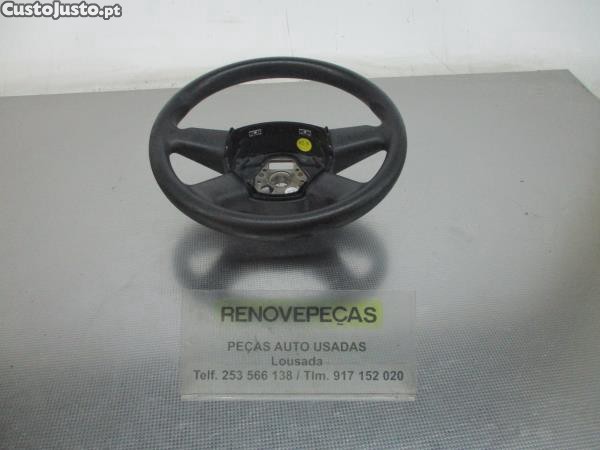 CustoJusto.pt
RENOVEPEÇAS
PEÇAS AUTO USADAS
Lousada
Telf. 253 566 138 / Tlm. 917 152 020